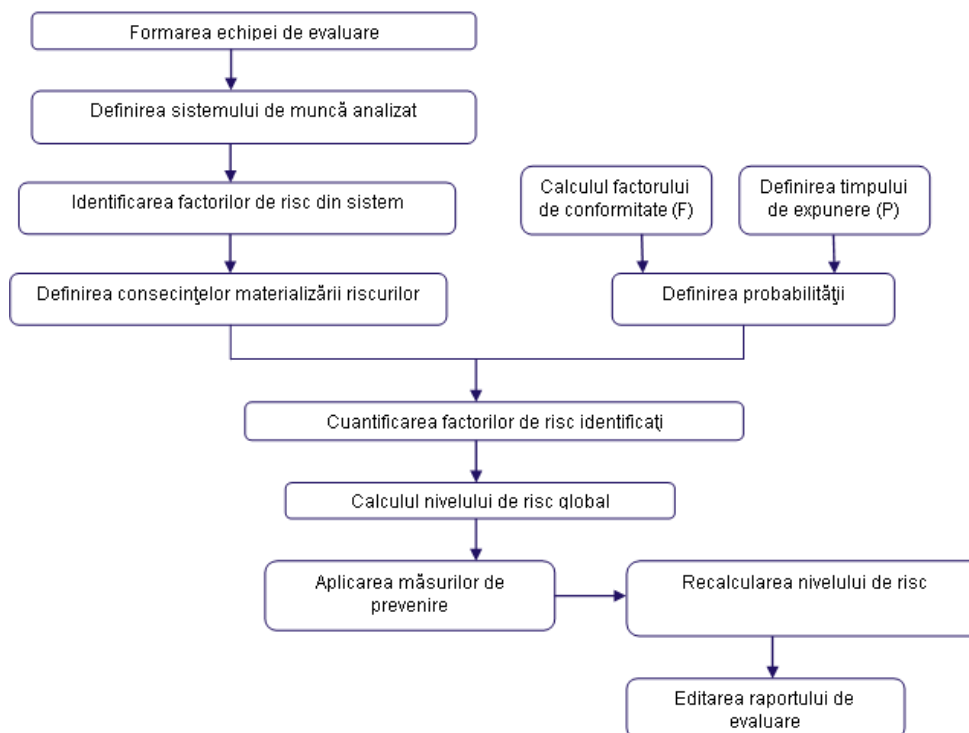 Formarea echipei de evaluare
Definirea sistemului de muncă analizat
Identificarea factorilor de risc din sistem
Calculul factorului
de conformitate (F)
Definirea timpului
de expunere (P)
Definirea consecinţelor materializării riscurilor
Definirea probabilităţii
Cuantificarea factorilor de risc identificaţi
Calculul nivelului de risc global
Aplicarea măsurilor de
prevenire
Recalcularea nivelului de risc
Editarea raportului de
evaluare